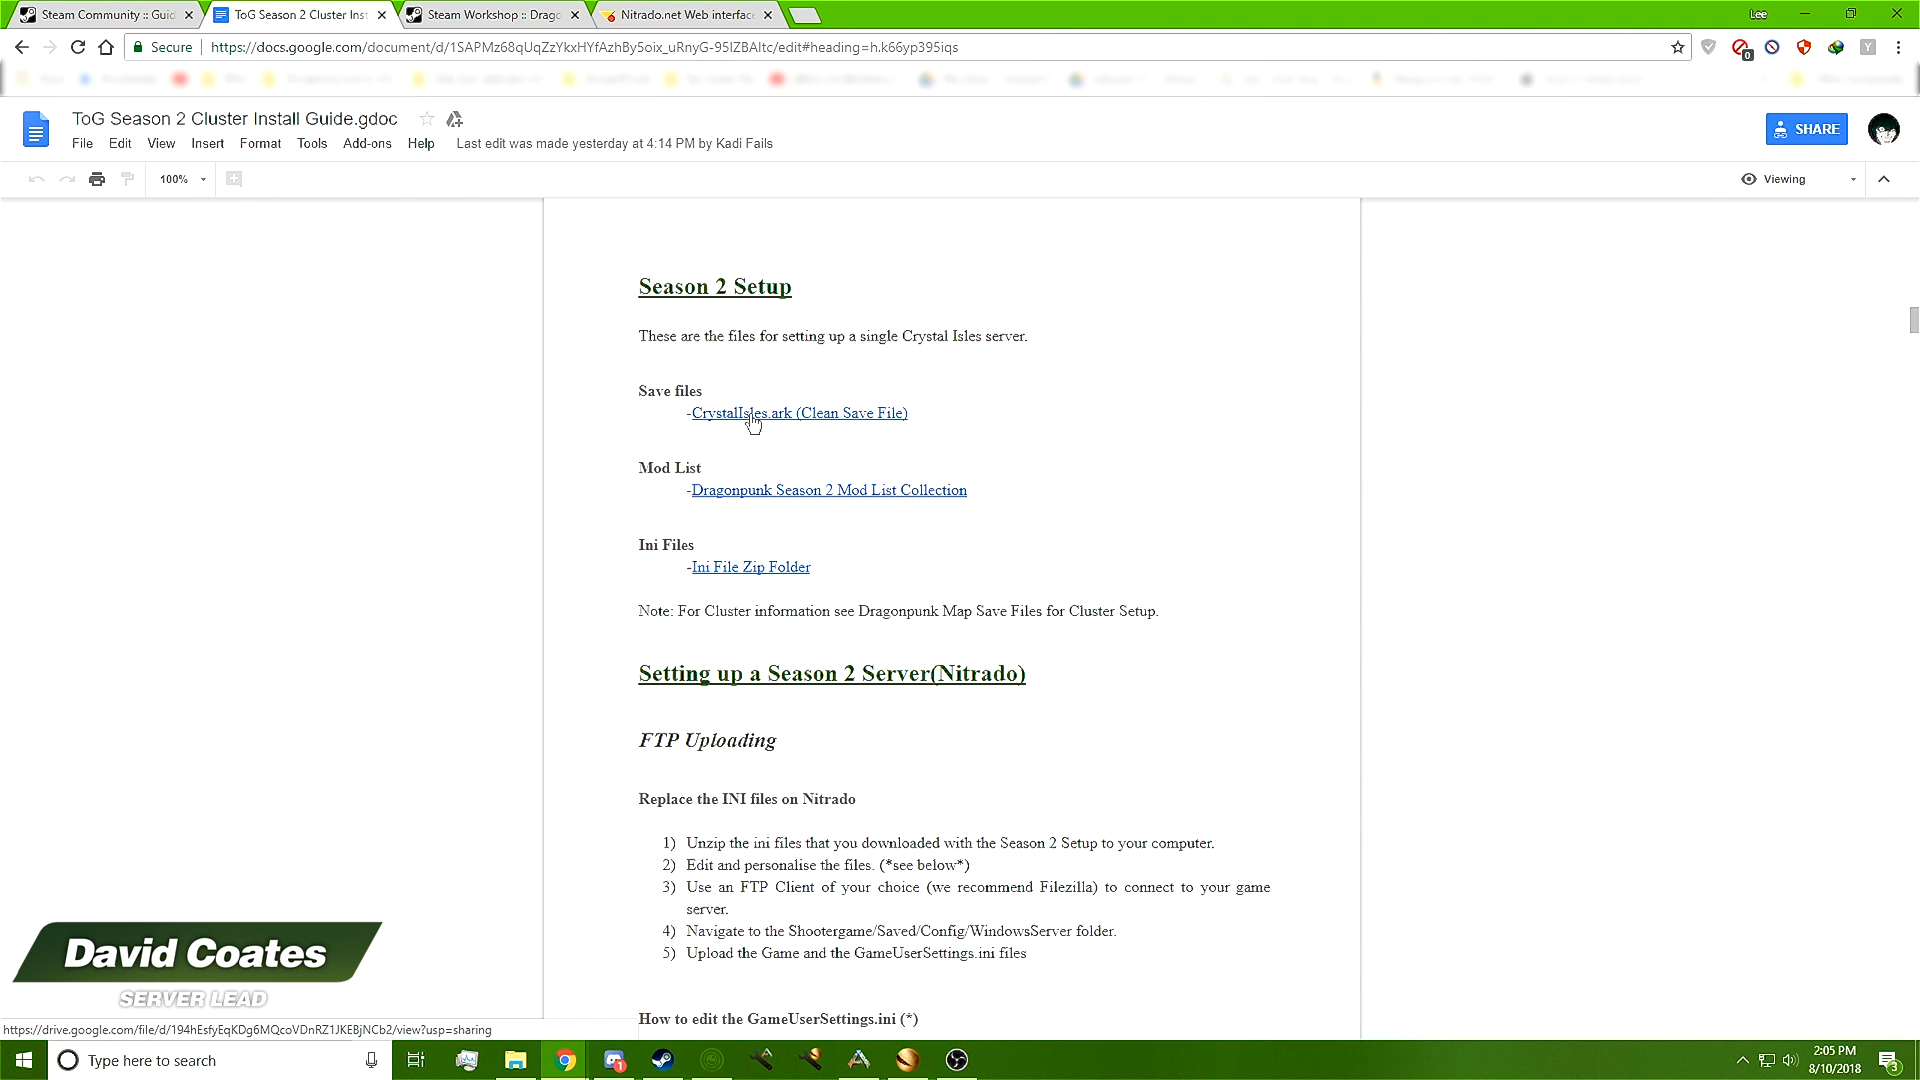 Steam Community :: Guid
ToG Season 2 Cluster Inst
Steam Workshop :: Drago
Nitrado.net Web interface
Lee
Secure
https://docs.google.com/document/d/1SAPMz68qUqZzYkxHYfAzhBy5oix_uRnyG-95IZBAItc/edit#heading=h.k66yp395iqs
0
Y
ToG Season 2 Cluster Install Guide.gdoc
SHARE
File Edit View Insert Format Tools Add-ons Help Last edit was made yesterday at 4:14 PM by Kadi Fails
100%
Viewing
Season 2 Setup
These are the files for setting up a single Crystal Isles server.
Save files
-CrystalIsles.ark (Clean Save File)
Mod List
-Dragonpunk Season 2 Mod List Collection
Ini Files
-Ini File Zip Folder
Note: For Cluster information see Dragonpunk Map Save Files for Cluster Setup.
Setting up a Season 2 Server(Nitrado)
FTP Uploading
Replace the INI files on Nitrado
1) Unzip the ini files that you downloaded with the Season 2 Setup to your computer.
2) Edit and personalise the files. (*see below*)
3) Use an FTP Client of your choice (we recommend Filezilla) to connect to your game
server.
4) Navigate to the Shootergame/Saved/Config/WindowsServer folder.
5) Upload the Game and the GameUserSettings.ini files
How to edit the GameUserSettings.ini (*)
David Coates
SERVER LEAD
https://drive.google.com/file/d/194hEsfyEqKDg6MQcoVDnRZ1JKEBjNCb2/view?usp=sharing
Type here to search
1
2:05 PM
8/10/2018
3